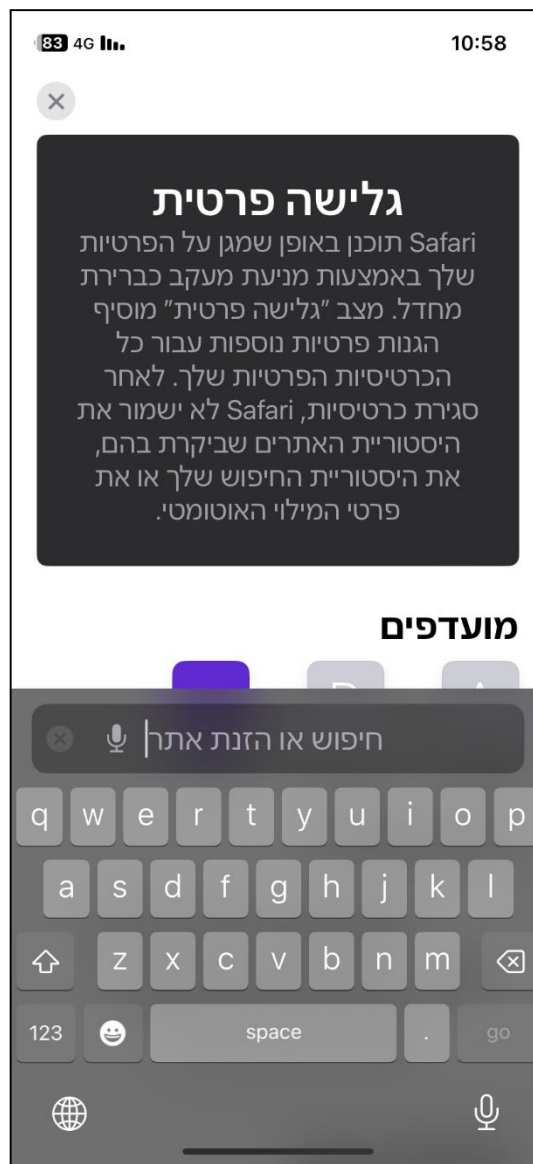 83 4G 10:58
גלישה פרטית
Safari תוכנן באופן שמגן על הפרטיות
שלך באמצעות מניעת מעקב כברירת
מחדל. מצב "גלישה פרטית" מוסיף
הגנות פרטיות נוספות עבור כל
הכרטיסיות הפרטיות שלך. לאחר
סגירת כרטיסיות, Safari לא ישמור את
היסטוריית האתרים שביקרת בהם,
את היסטוריית החיפוש שלך או את
פרטי המילוי האוטומטי.
מועדפים
חיפוש או הזנת אתר
q w e r t y u i o p
a s d f g h j k l
z x c v b n m
123 space . go